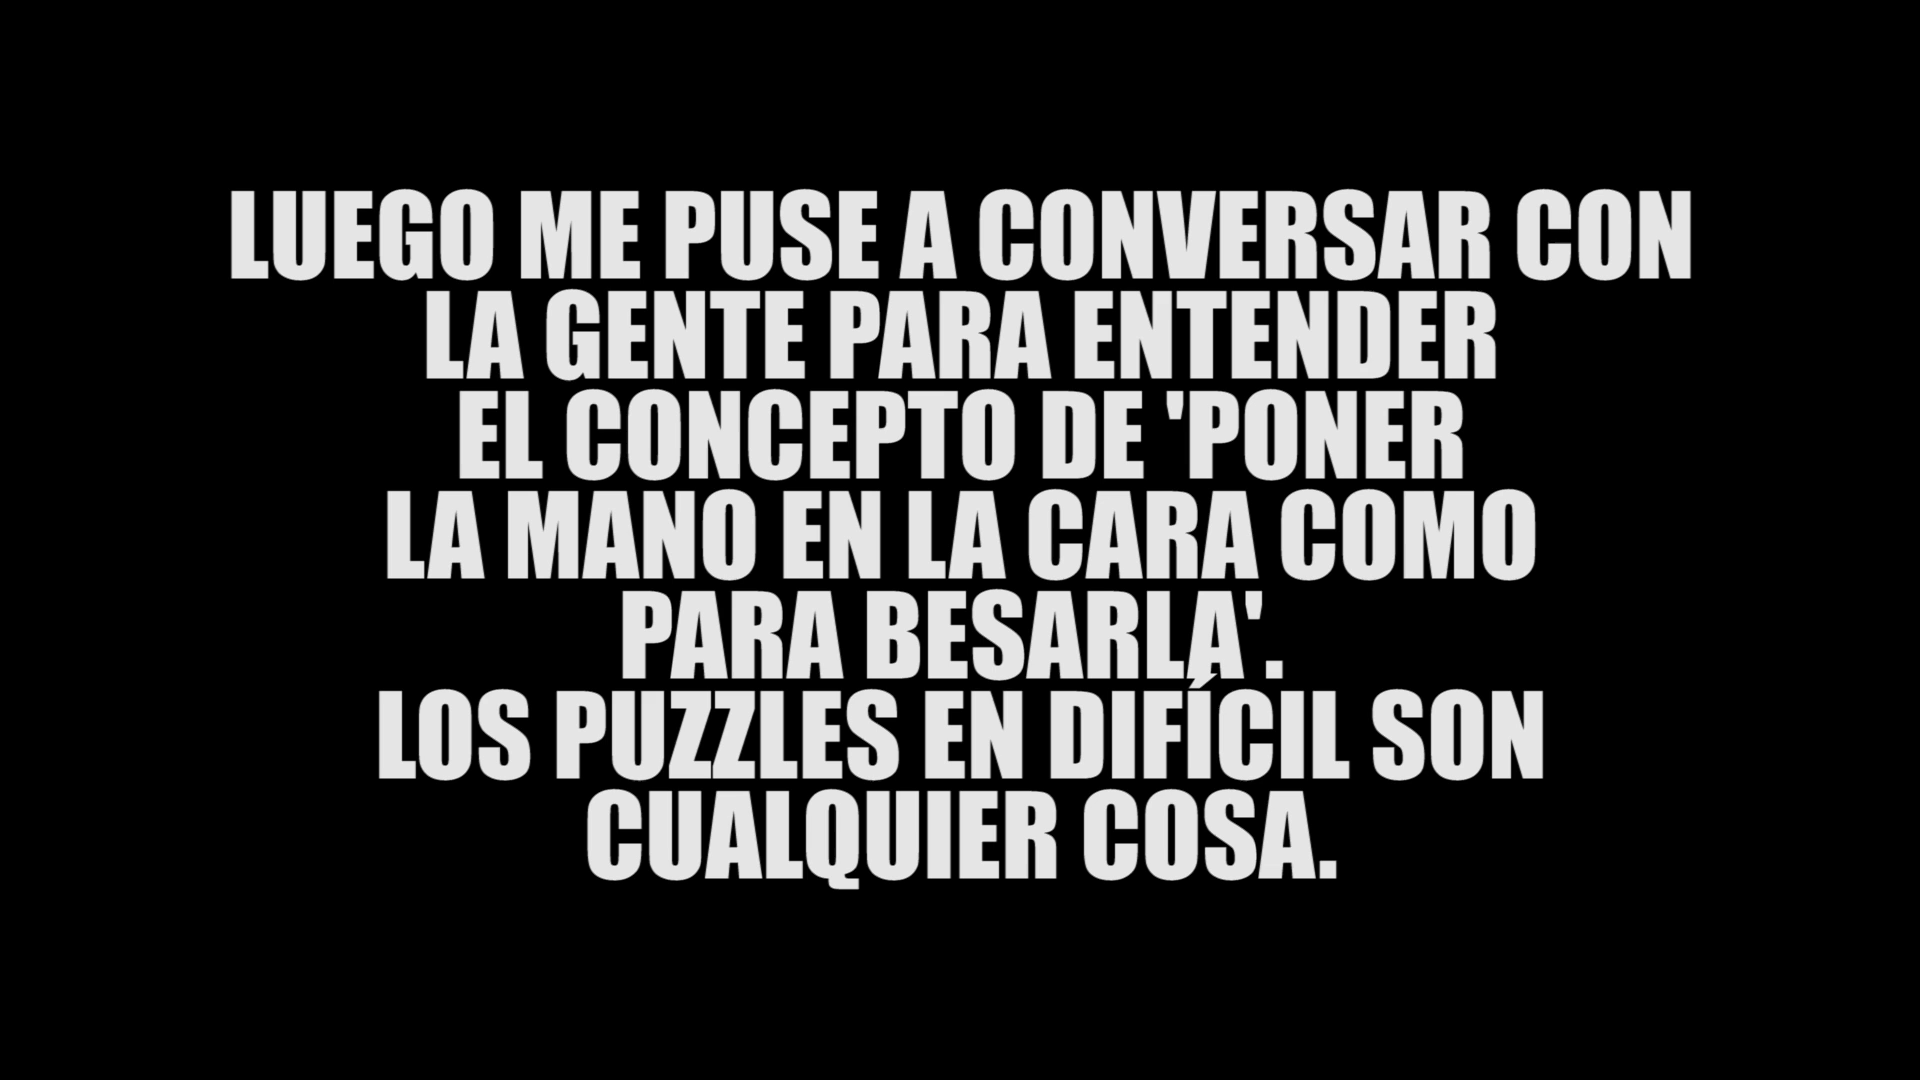 LUEGO ME PUSE A CONVERSAR CON
LA GENTE PARA ENTENDER
EL CONCEPTO DE 'PONER
LA MANO EN LA CARA COMO
PARA BESARLA'.
LOS PUZZLES EN DIFÍCIL SON
CUALQUIER COSA.